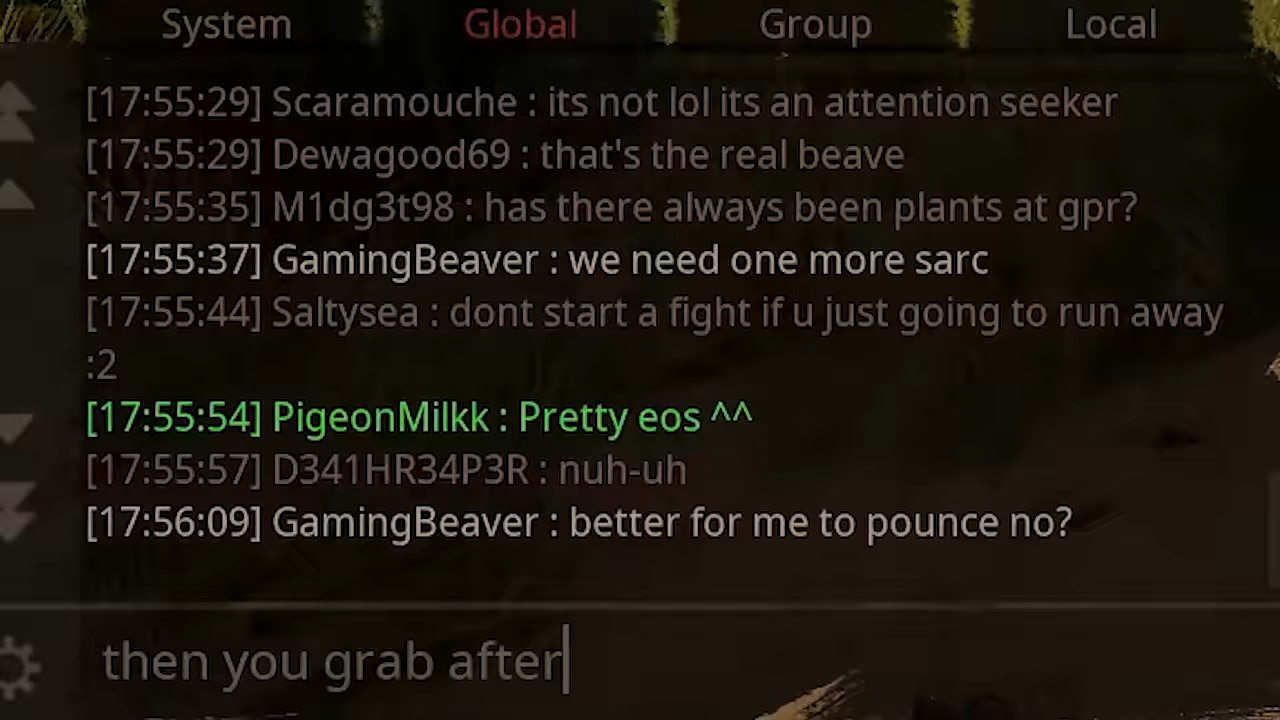 System Global Group Local
[17:55:29] Scaramouche : its not lol its an attention seeker
[17:55:29] Dewagood69 : that's the real beave
[17:55:35] M1dg3t98 : has there always been plants at gpr?
[17:55:37] GamingBeaver : we need one more sarc
[17:55:44] Saltysea : dont start a fight if u just going to run away
:2
[17:55:54] PigeonMilkk : Pretty eos ^^
[17:55:57] D341HR34P3R : nuh-uh
[17:56:09] GamingBeaver : better for me to pounce no?
then you grab after